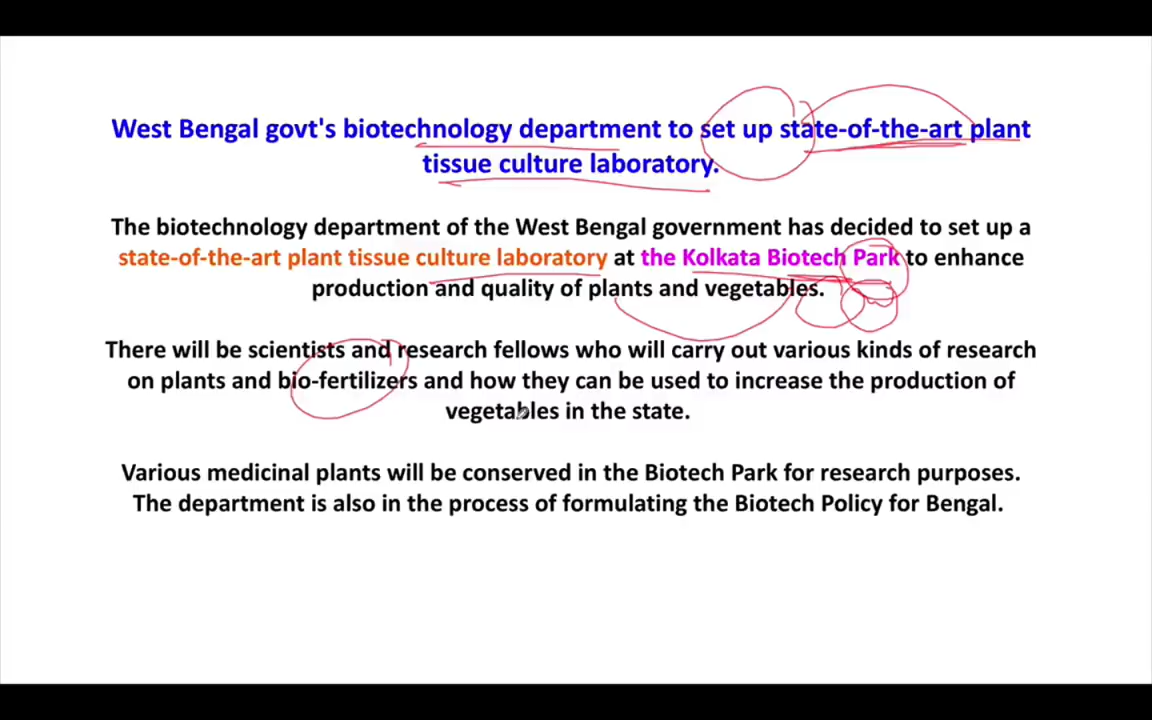 West Bengal govt's biotechnology department to set up state-of-the-art plant
tissue culture laboratory.
The biotechnology department of the West Bengal government has decided to set up a
state-of-the-art plant tissue culture laboratory at the Kolkata Biotech Park to enhance
production and quality of plants and vegetables.
There will be scientists and research fellows who will carry out various kinds of research
on plants and bio-fertilizers and how they can be used to increase the production of
vegetables in the state.
Various medicinal plants will be conserved in the Biotech Park for research purposes.
The department is also in the process of formulating the Biotech Policy for Bengal.